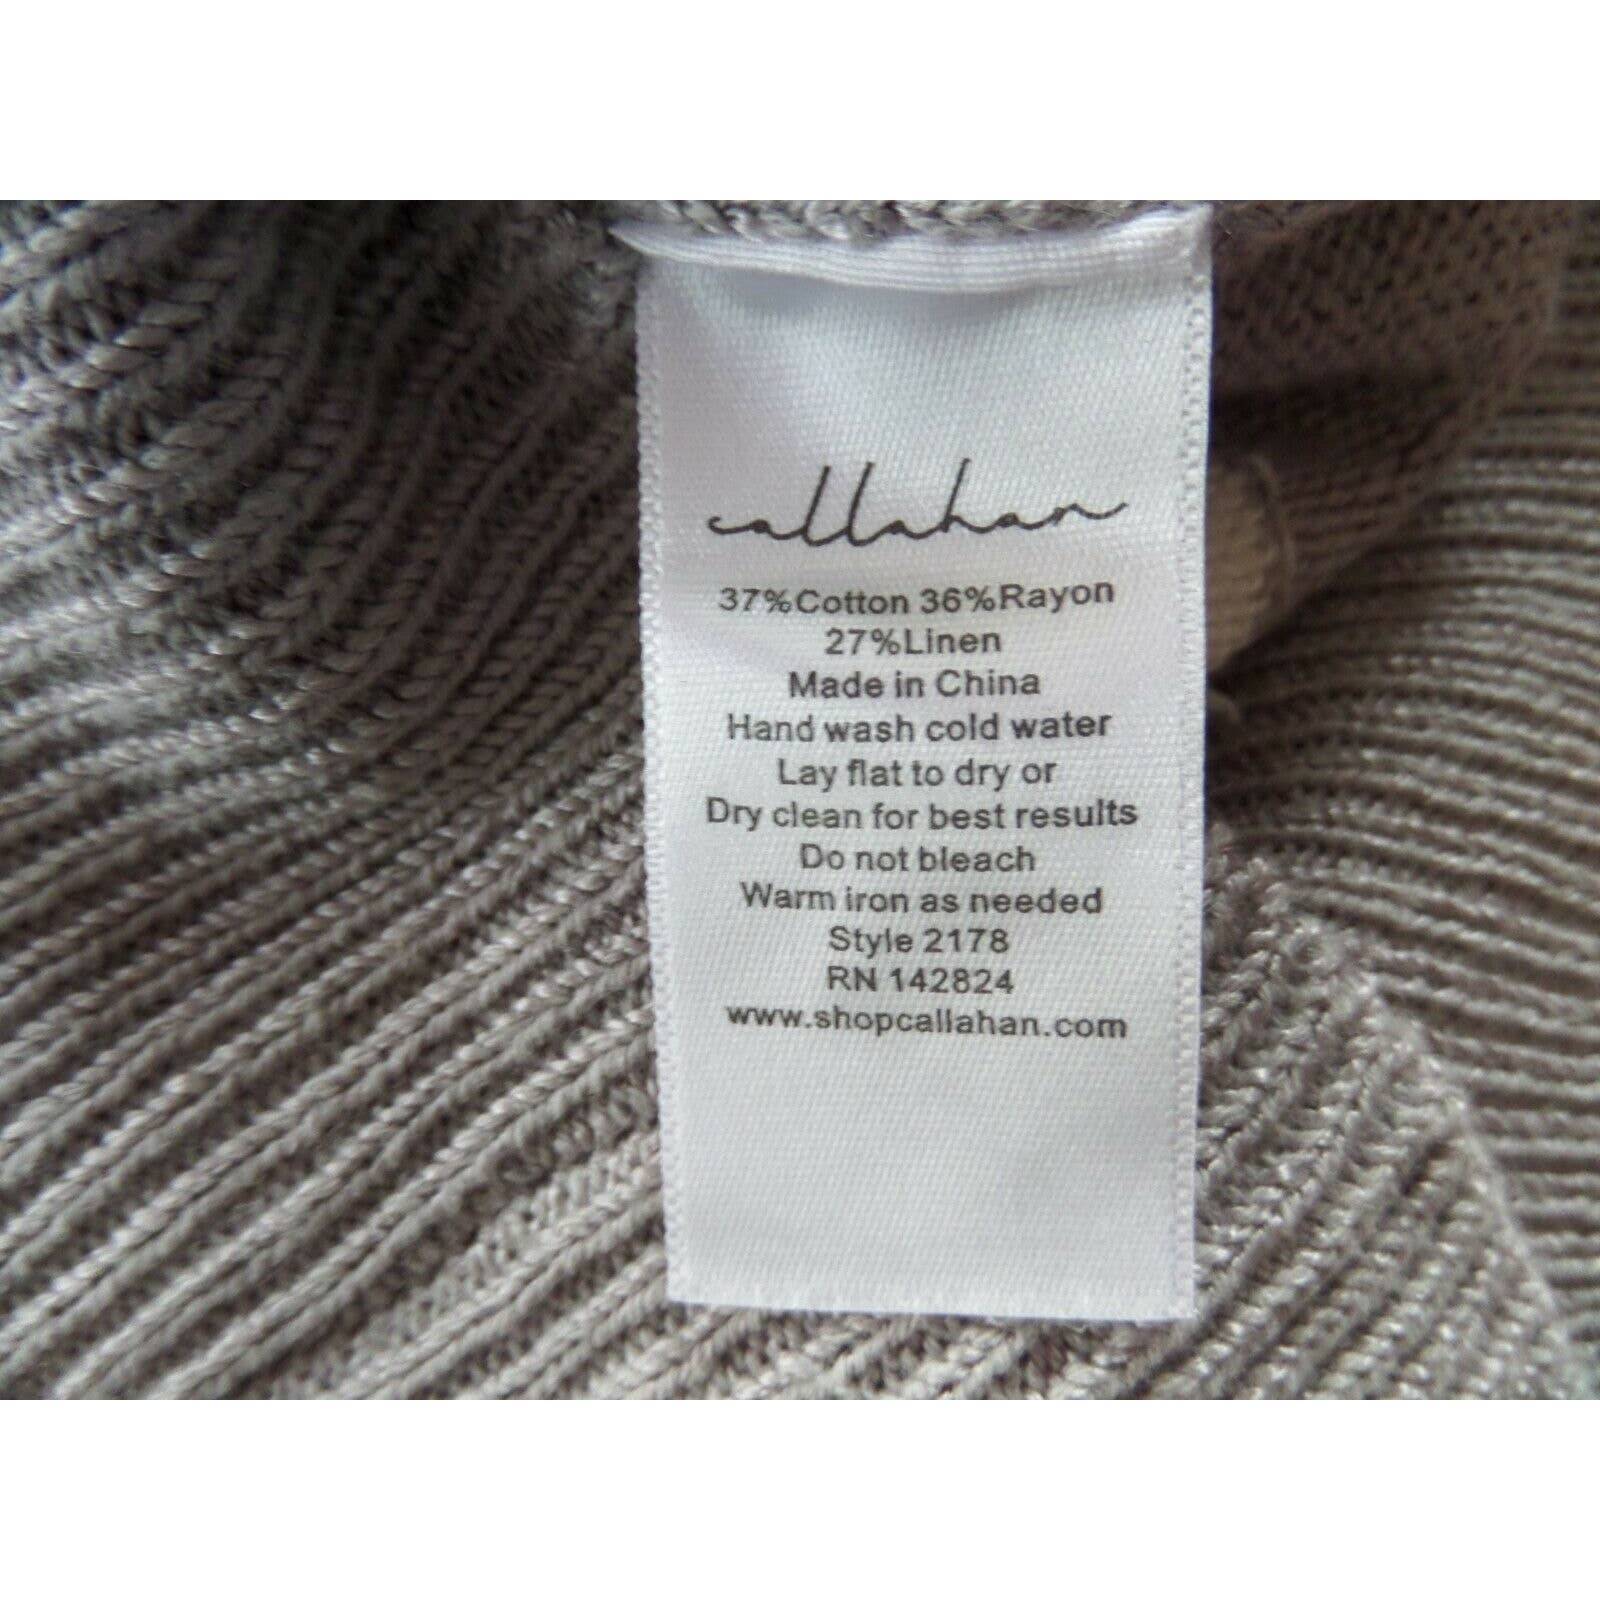 callahan
37%Cotton 36%Rayon
27%Linen
Made in China
Hand wash cold water
Lay flat to dry or
Dry clean for best results
Do not bleach
Warm iron as needed
Style 2178
RN 142824
www.shopcallahan.com